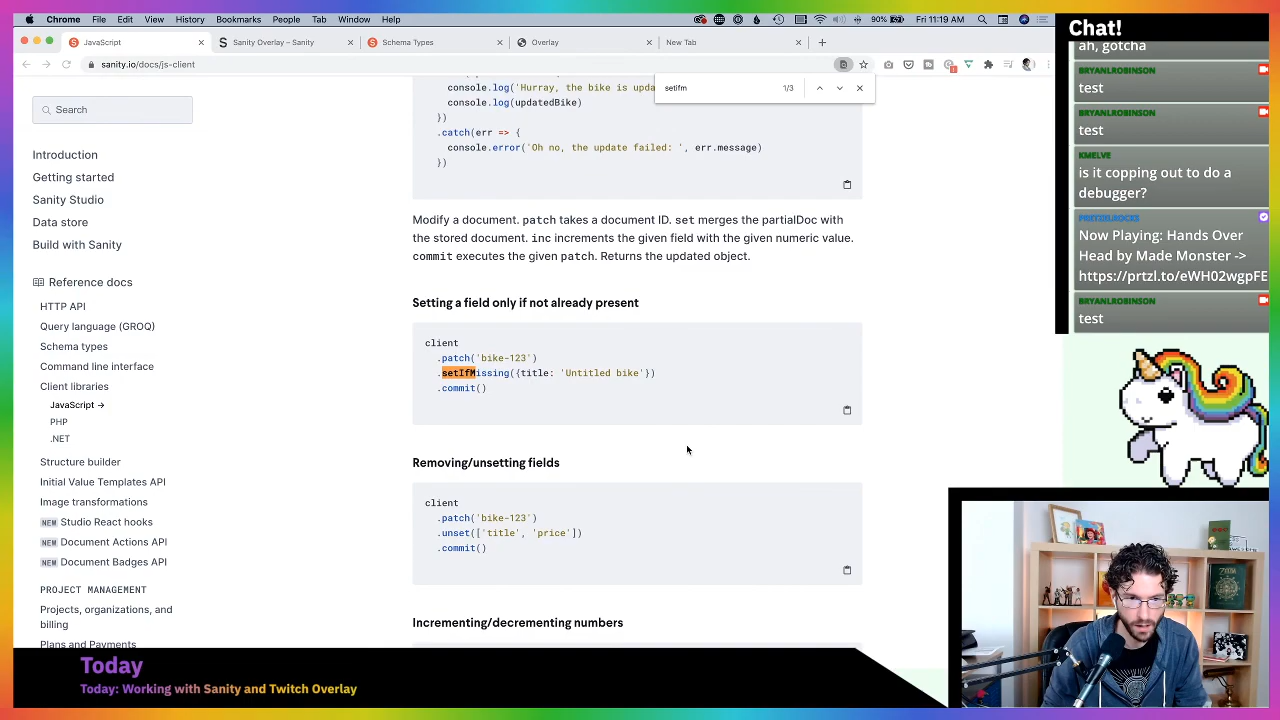 Chrome File Edit View History Bookmarks People Tab Window Help
90% Fri 11:19 AM
JavaScript
Sanity Overlay – Sanity
Schema Types
Overlay
New Tab
sanity.io/docs/js-client
setifm 1/3
Search
Introduction
Getting started
Sanity Studio
Data store
Build with Sanity
Reference docs
HTTP API
Query language (GROQ)
Schema types
Command line interface
Client libraries
JavaScript →
PHP
.NET
Structure builder
Initial Value Templates API
Image transformations
NEW Studio React hooks
NEW Document Actions API
NEW Document Badges API
PROJECT MANAGEMENT
Projects, organizations, and
billing
Plans and Payments
console.log('Hurray, the bike is upda
console.log(updatedBike)
})
.catch(err => {
console.error('Oh no, the update failed: ', err.message)
})
Modify a document. patch takes a document ID. set merges the partialDoc with
the stored document. inc increments the given field with the given numeric value.
commit executes the given patch. Returns the updated object.
Setting a field only if not already present
client
.patch('bike-123')
.setIfMissing({title: 'Untitled bike'})
.commit()
Removing/unsetting fields
client
.patch('bike-123')
.unset(['title', 'price'])
.commit()
Incrementing/decrementing numbers
Chat!
ah, gotcha
BRYANLROBINSON
test
BRYANLROBINSON
test
KMELVE
is it copping out to do a
debugger?
PRETZELROCKS
Now Playing: Hands Over
Head by Made Monster ->
https://prtzl.to/eWH02wgpFE
BRYANLROBINSON
test
Today
Today: Working with Sanity and Twitch Overlay